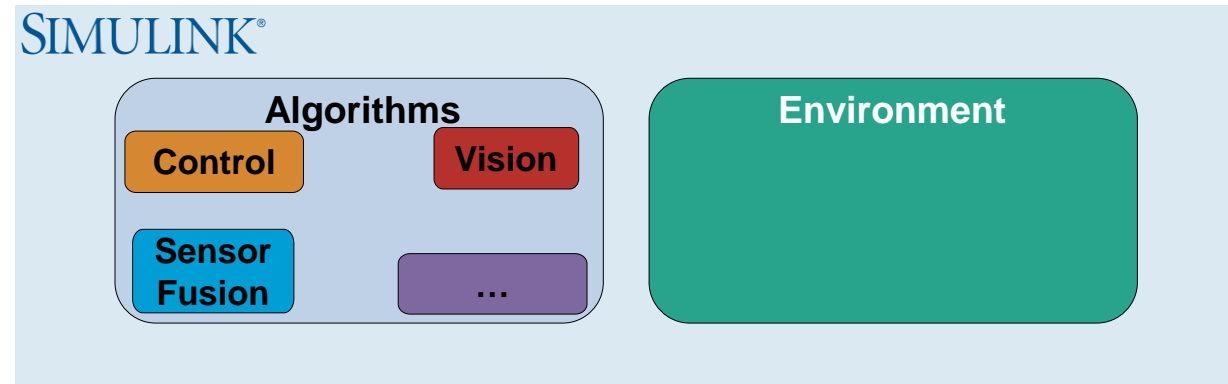 SIMULINK®
Algorithms
Control
Vision
Sensor
Fusion
…
Environment